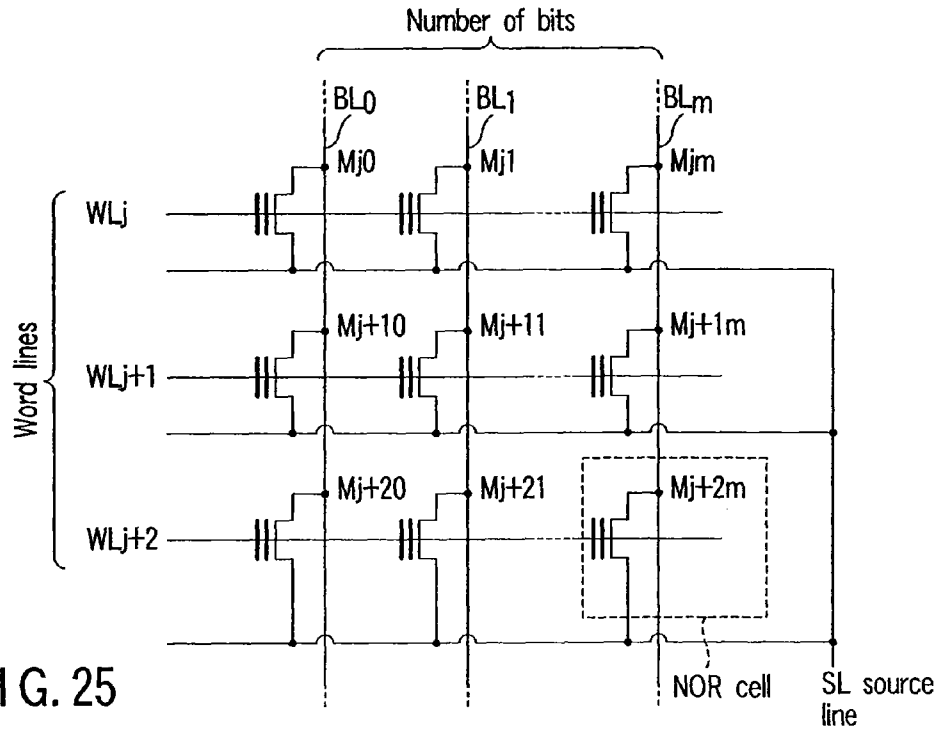 Number of bits
BL0 BL1 BLm
Mj0 Mj1 Mjm
WLj
Mj+10 Mj+11 Mj+1m
WLj+1
Word lines
Mj+20 Mj+21 Mj+2m
WLj+2
NOR cell
SL source
line
IG. 25